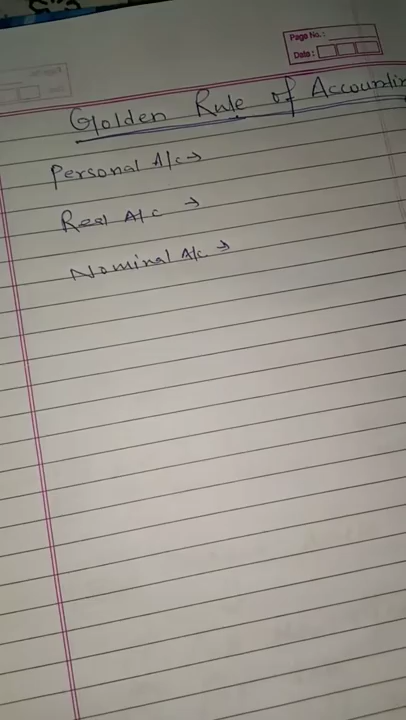 Page No.:
Date:
Golden Rule of Accountin
Personal A/c →
Real A/c →
Nominal A/c →